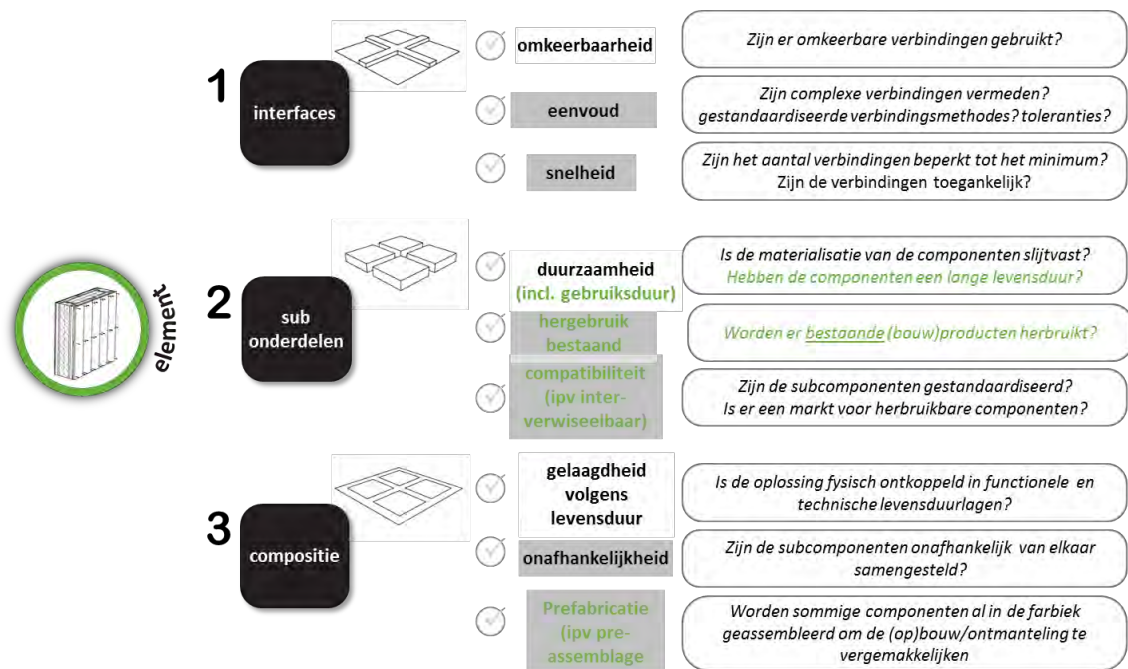 element
1
interfaces
omkeerbaarheid
Zijn er omkeerbare verbindingen gebruikt?
eenvoud
Zijn complexe verbindingen vermeden?
gestandaardiseerde verbindingsmethodes? toleranties?
snelheid
Zijn het aantal verbindingen beperkt tot het minimum?
Zijn de verbindingen toegankelijk?
2
sub
onderdelen
duurzaamheid
(incl. gebruiksduur)
Is de materialisatie van de componenten slijtvast?
Hebben de componenten een lange levensduur?
hergebruik
bestaand
Worden er bestaande (bouw)producten herbruikt?
compatibiliteit
(ipv inter-
verwiseelbaar)
Zijn de subcomponenten gestandaardiseerd?
Is er een markt voor herbruikbare componenten?
3
compositie
gelaagdheid
volgens
levensduur
Is de oplossing fysisch ontkoppeld in functionele en
technische levensduurlagen?
onafhankelijkheid
Zijn de subcomponenten onafhankelijk van elkaar
samengesteld?
Prefabricatie
(ipv pre-
assemblage
Worden sommige componenten al in de farbiek
geassembleerd om de (op)bouw/ontmanteling te
vergemakkelijken